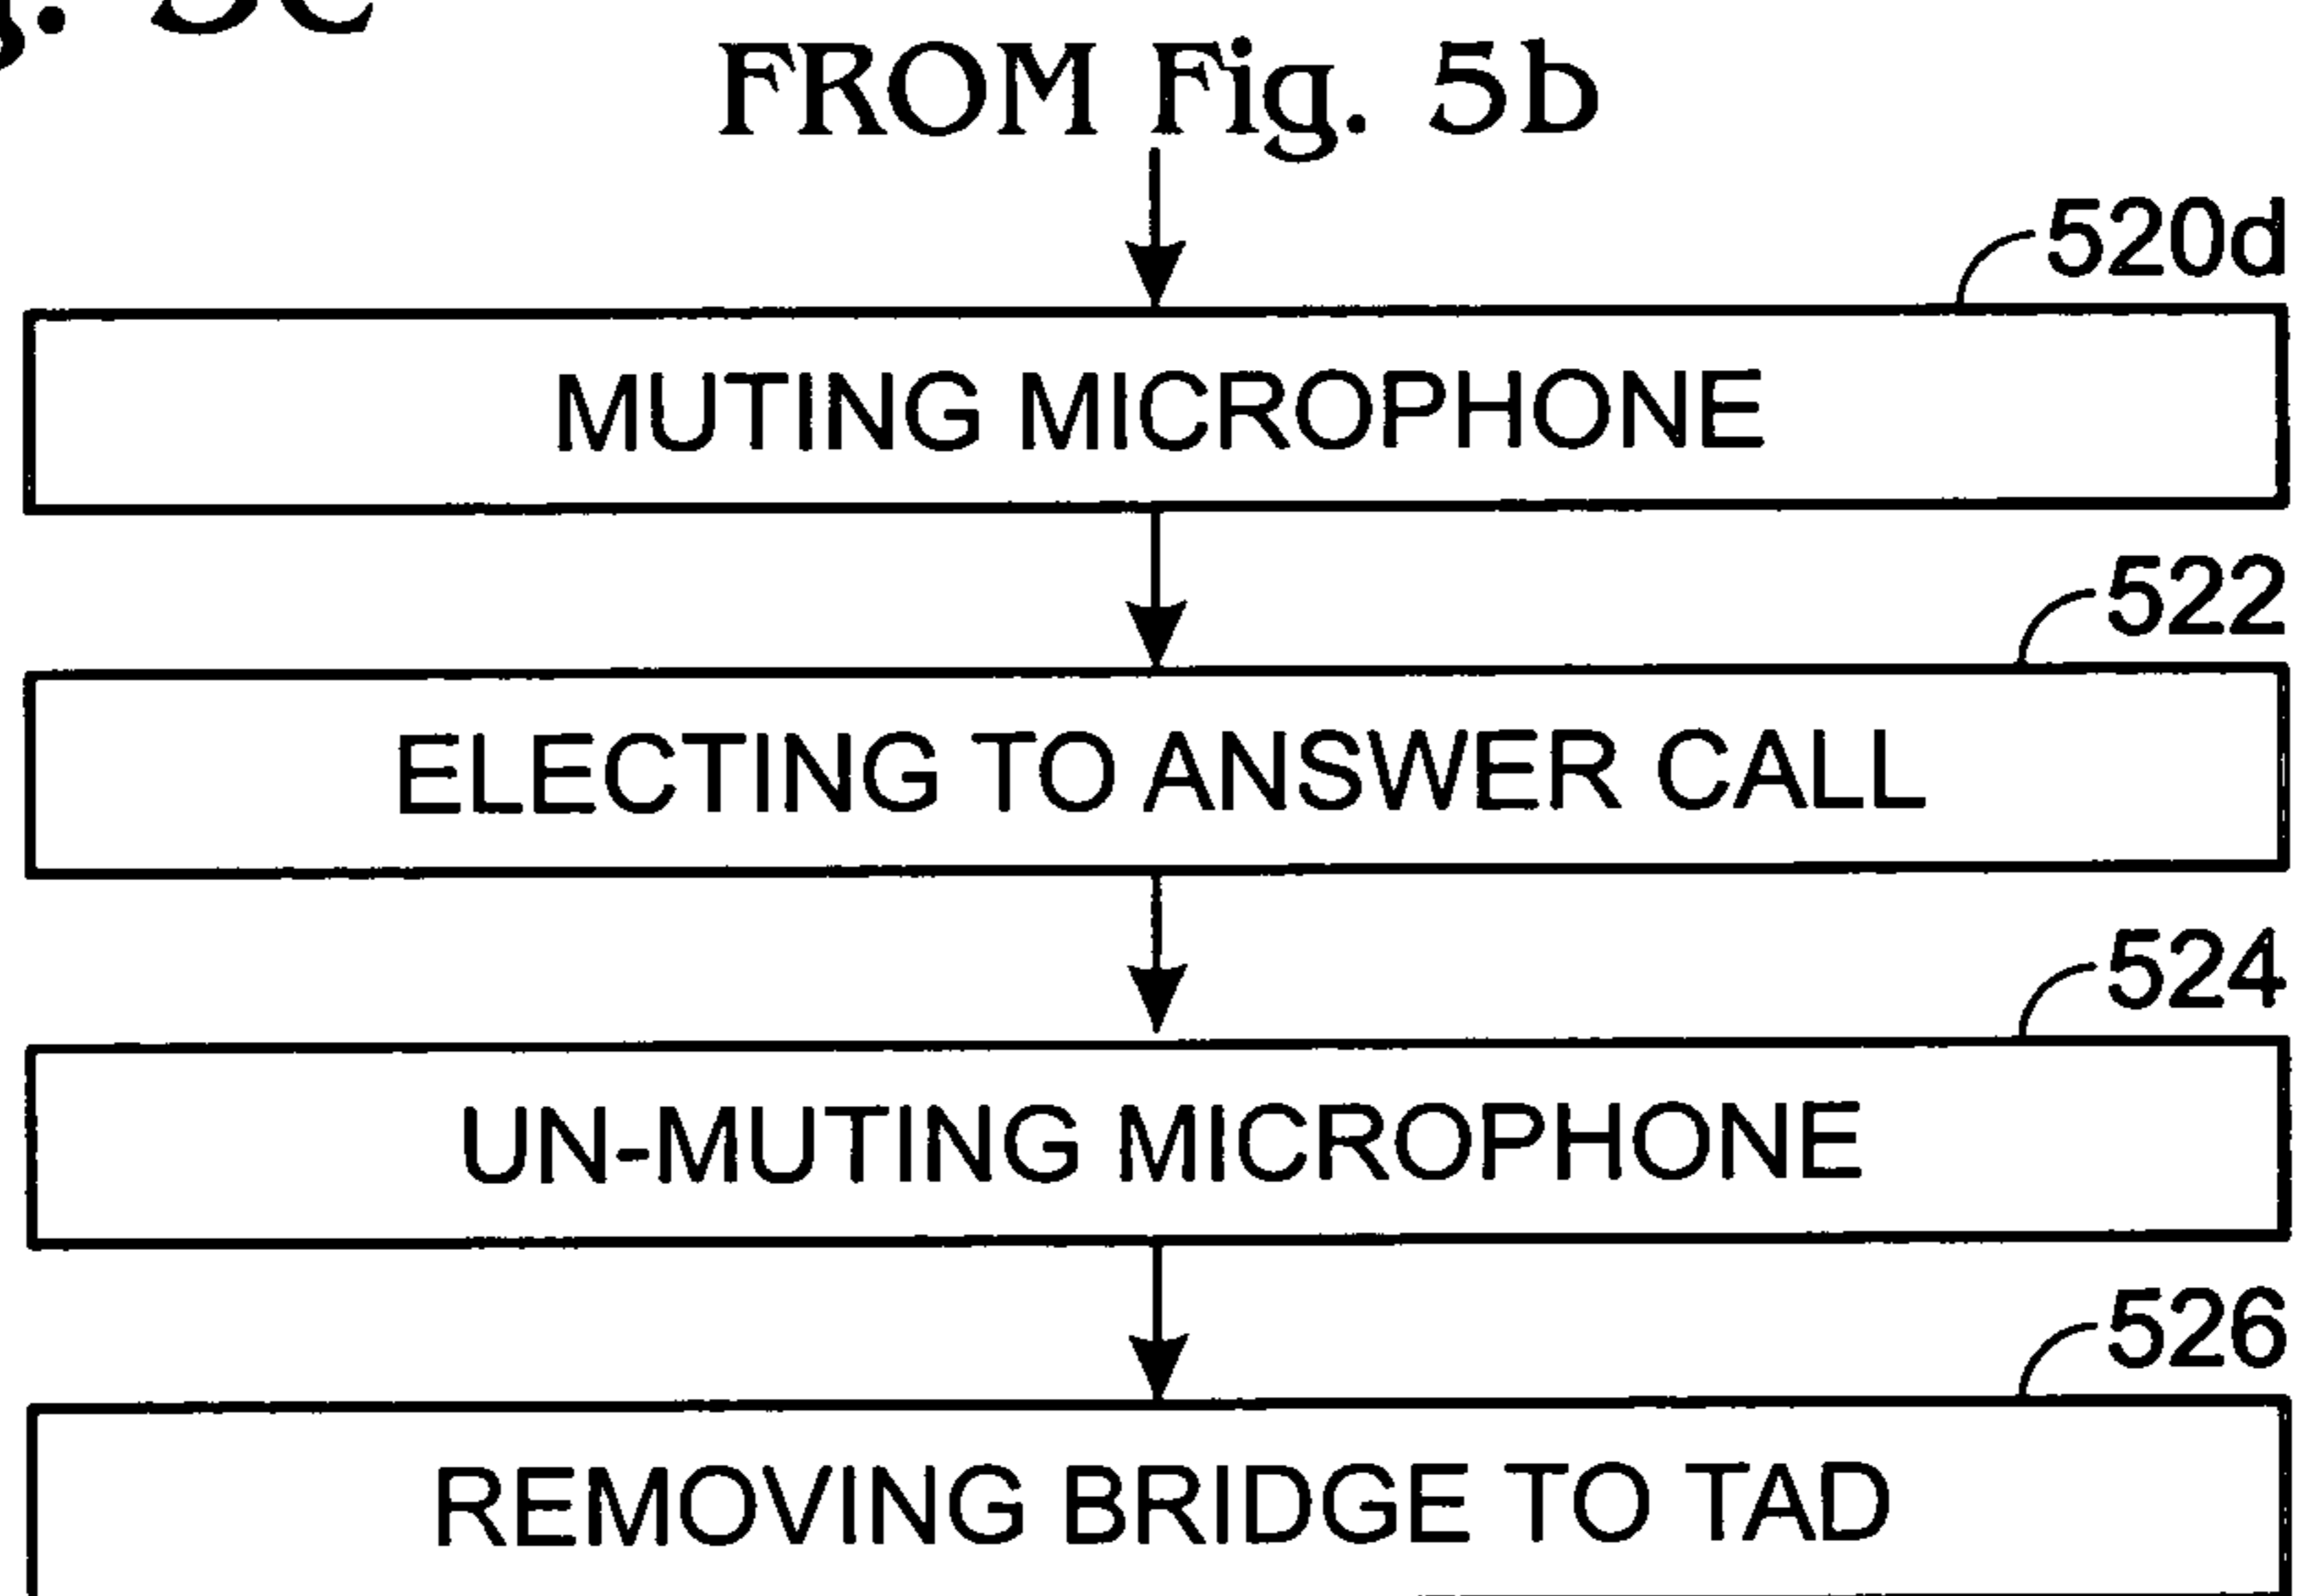 FROM Fig. 5b
520d
MUTING MICROPHONE
522
ELECTING TO ANSWER CALL
524
UN-MUTING MICROPHONE
526
REMOVING BRIDGE TO TAD